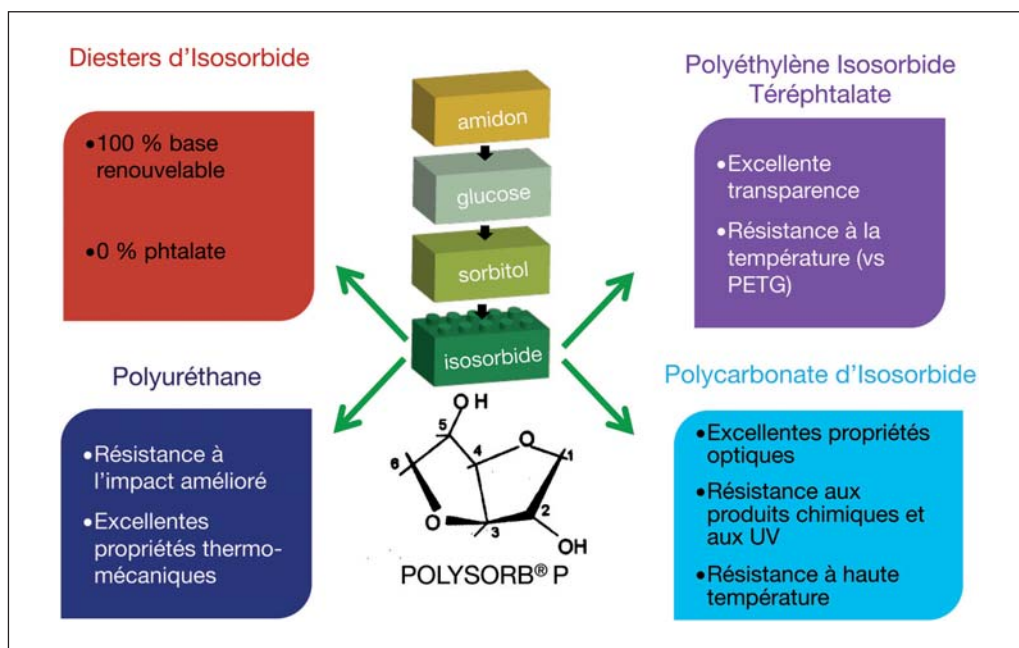 Diesters d'Isosorbide
•100 % base
renouvelable
•0 % phtalate
Polyuréthane
•Résistance à
l'impact amélioré
•Excellentes
propriétés thermo-
mécaniques
amidon
glucose
sorbitol
isosorbide
OH
5
6
4
O
1
O
3
2
OH
POLYSORB® P
Polyéthylène Isosorbide
Téréphtalate
•Excellente
transparence
•Résistance à la
température (vs
PETG)
Polycarbonate d'Isosorbide
•Excellentes propriétés
optiques
•Résistance aux
produits chimiques et
aux UV
•Résistance à haute
température